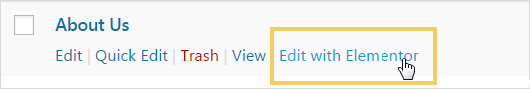 About Us
Edit | Quick Edit | Trash | View | Edit with Elementor